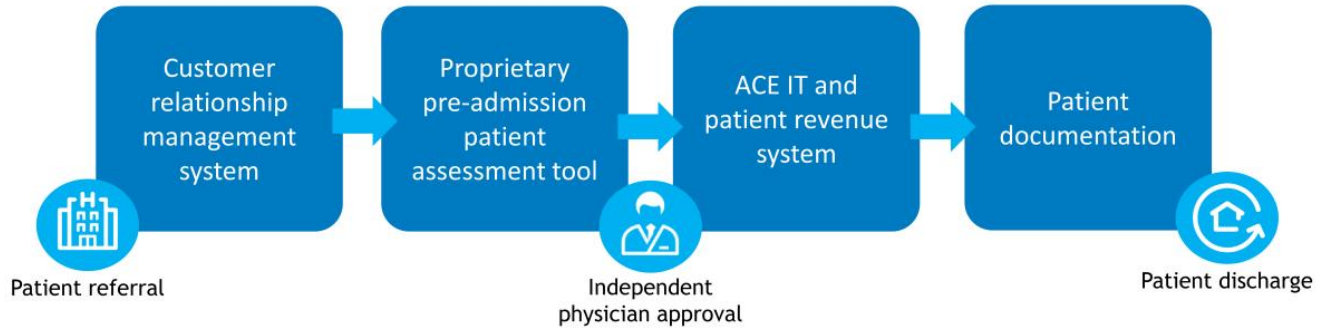 Customer
relationship
management
system
Proprietary
pre-admission
patient
assessment tool
ACE IT and
patient revenue
system
Patient
documentation
H
Patient referral
Independent
physician approval
Patient discharge